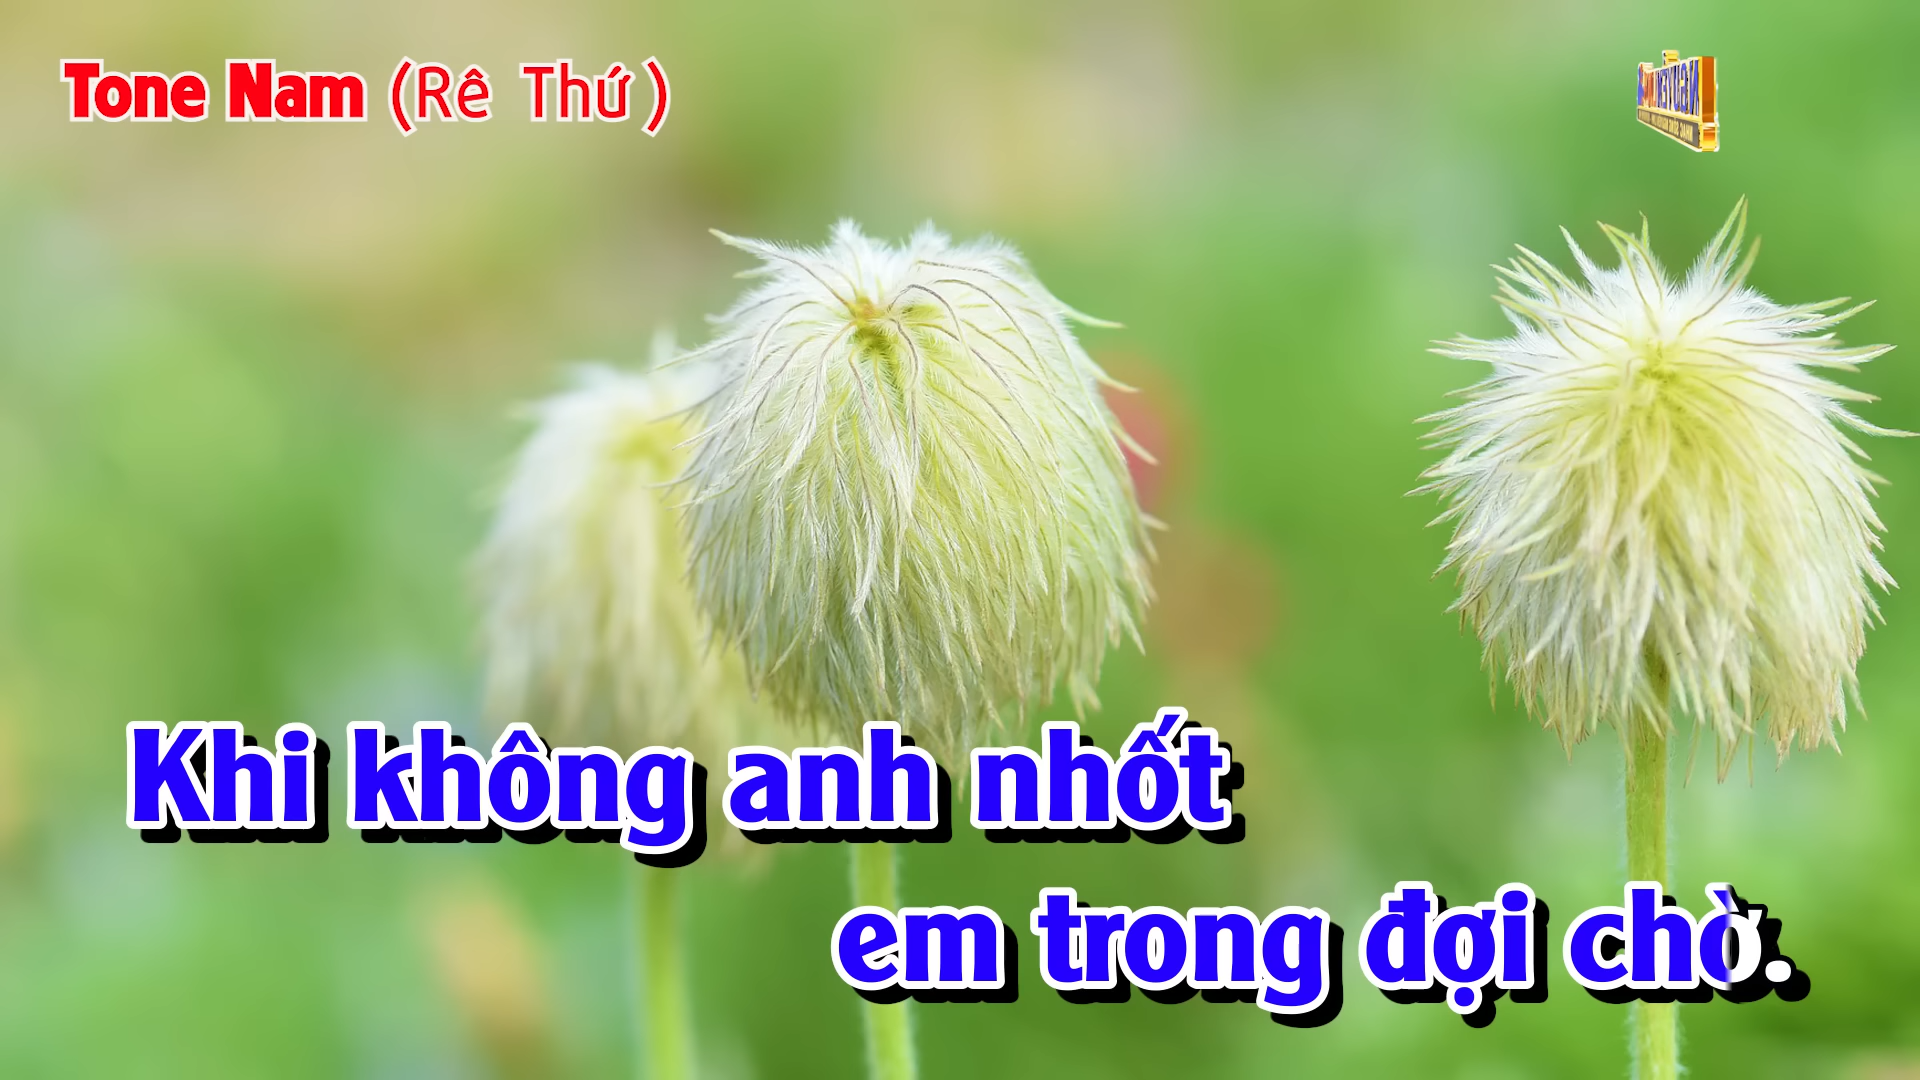 Tone Nam (Rê Thứ)
Khi không anh nhốt
em trong đợi chờ.